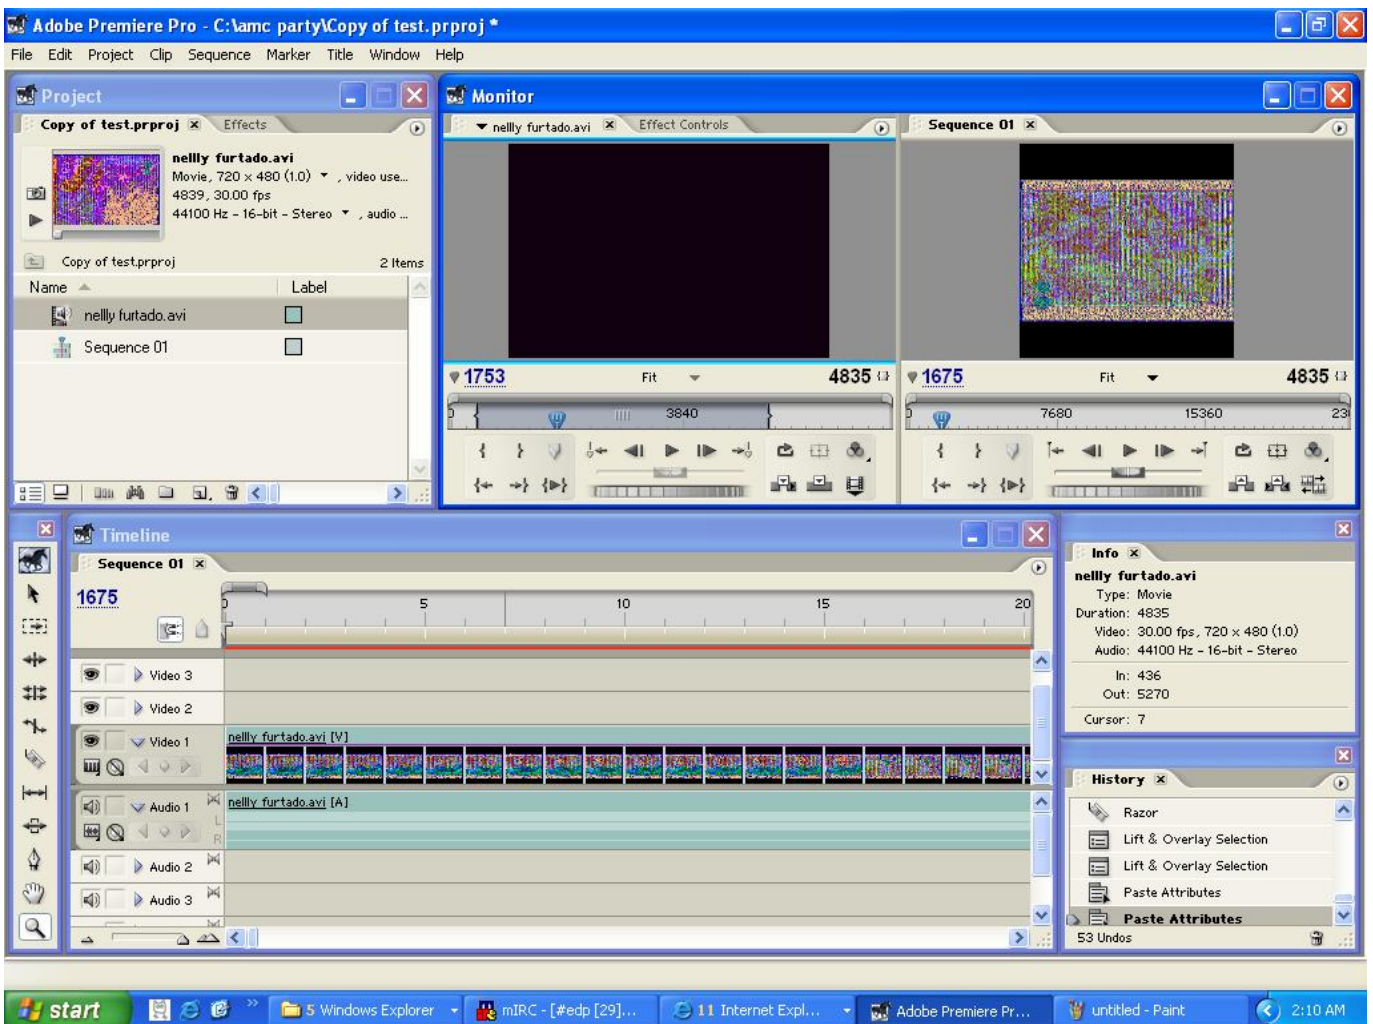 Adobe Premiere Pro - C:\amc party\Copy of test.prproj *
File Edit Project Clip Sequence Marker Title Window Help
Project
Copy of test.prproj Effects
nellly furtado.avi
Movie, 720 x 480 (1.0) , video use...
4839, 30.00 fps
44100 Hz - 16-bit - Stereo , audio ...
Copy of test.prproj 2 Items
Name Label
nellly furtado.avi
Sequence 01
Monitor
nellly furtado.avi Effect Controls
1753 Fit 4835
3840
Sequence 01
1675 Fit 4835
7680 15360 23
Timeline
Sequence 01
1675
0 5 10 15 20
Video 3
Video 2
Video 1
nellly furtado.avi [V]
Audio 1
L
R
nellly furtado.avi [A]
Audio 2
Audio 3
Info
nellly furtado.avi
Type: Movie
Duration: 4835
Video: 30.00 fps, 720 x 480 (1.0)
Audio: 44100 Hz - 16-bit - Stereo
In: 436
Out: 5270
Cursor: 7
History
Razor
Lift & Overlay Selection
Lift & Overlay Selection
Paste Attributes
Paste Attributes
53 Undos
start 5 Windows Explorer mIRC - [#edp [29]... 11 Internet Expl... Adobe Premiere Pr... untitled - Paint 2:10 AM